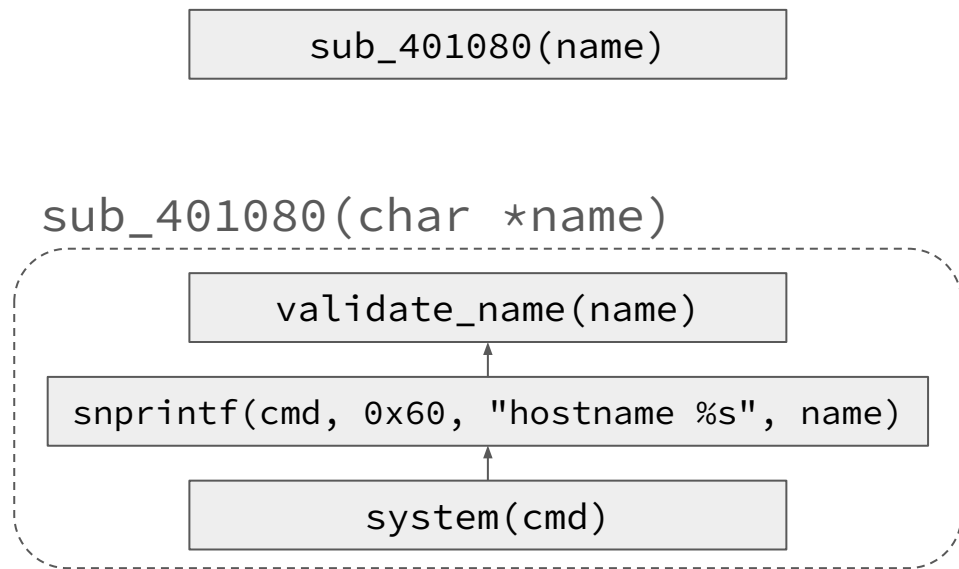 sub_401080(name)
sub_401080(char *name)
validate_name(name)
snprintf(cmd, 0x60, "hostname %s", name)
system(cmd)